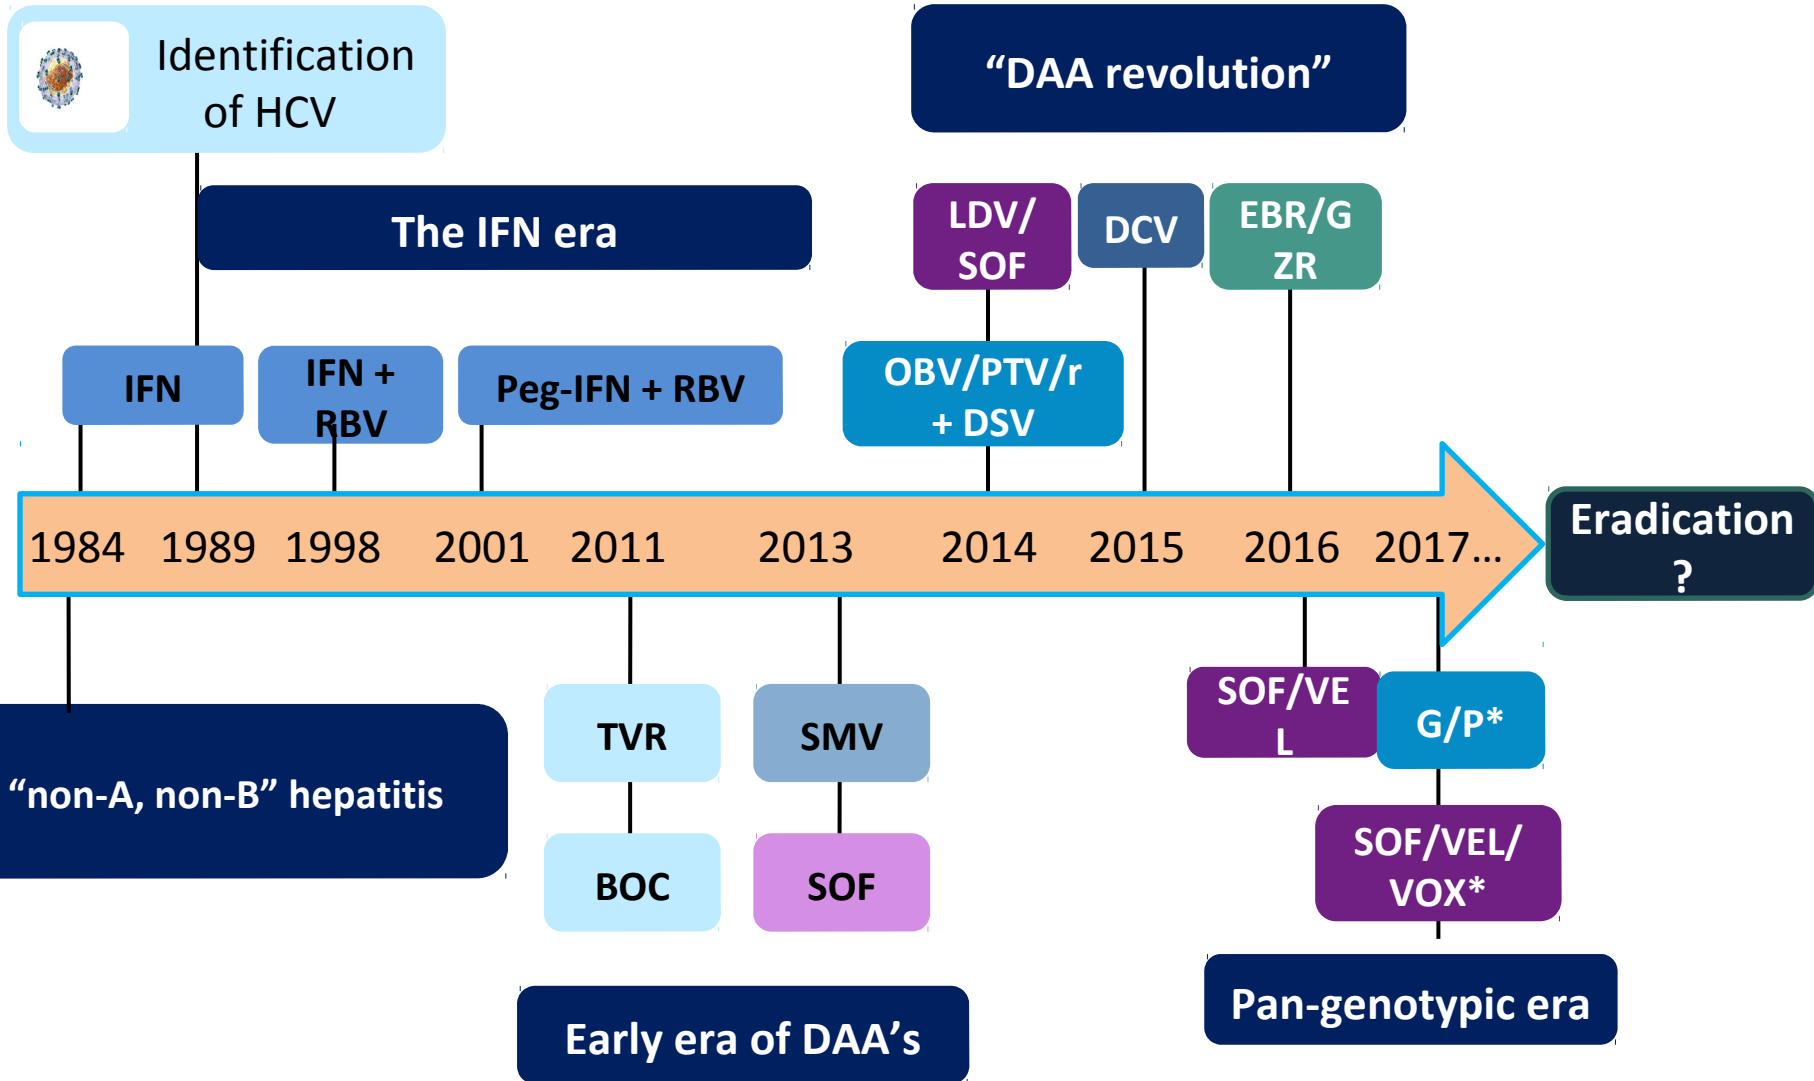 Identification
of HCV
“DAA revolution”
The IFN era
LDV/
SOF
DCV
EBR/G
ZR
IFN
IFN +
RBV
Peg-IFN + RBV
OBV/PTV/r
+ DSV
1984 1989 1998 2001 2011 2013 2014 2015 2016 2017...
Eradication
?
“non-A, non-B” hepatitis
TVR
SMV
SOF/VE
L
G/P*
BOC
SOF
SOF/VEL/
VOX*
Early era of DAA’s
Pan-genotypic era